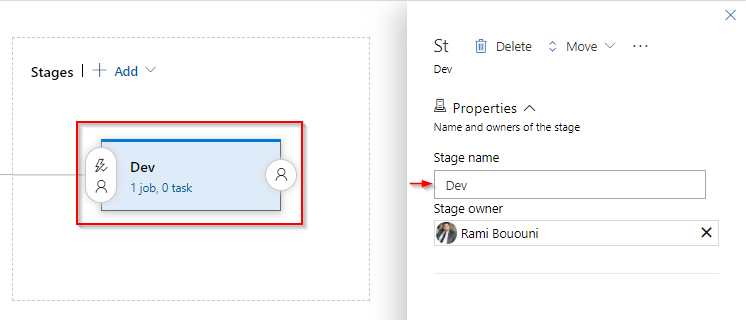 Stages
Add
Dev
1 job, 0 task
St
Delete
Move
Dev
Properties
Name and owners of the stage
Stage name
Dev
Stage owner
Rami Bououni